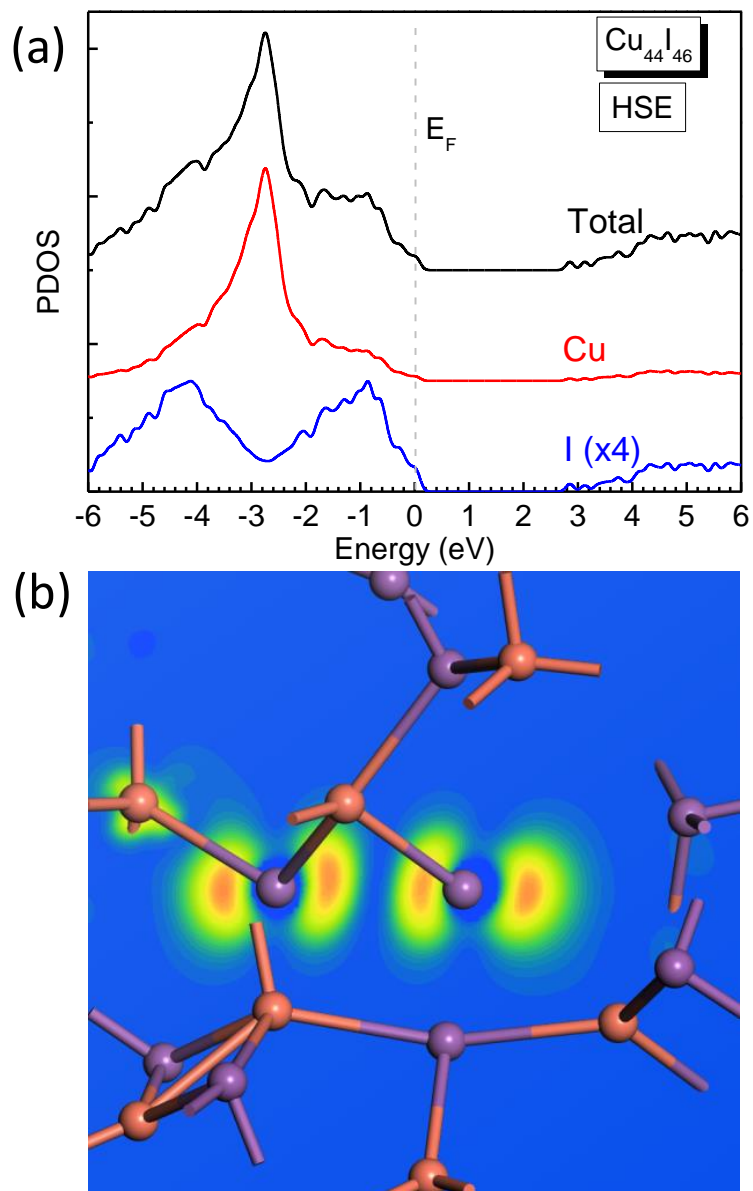 (a)
Cu44I46
HSE
EF
Total
Cu
I (x4)
PDOS
-6 -5 -4 -3 -2 -1 0 1 2 3 4 5 6
Energy (eV)
(b)